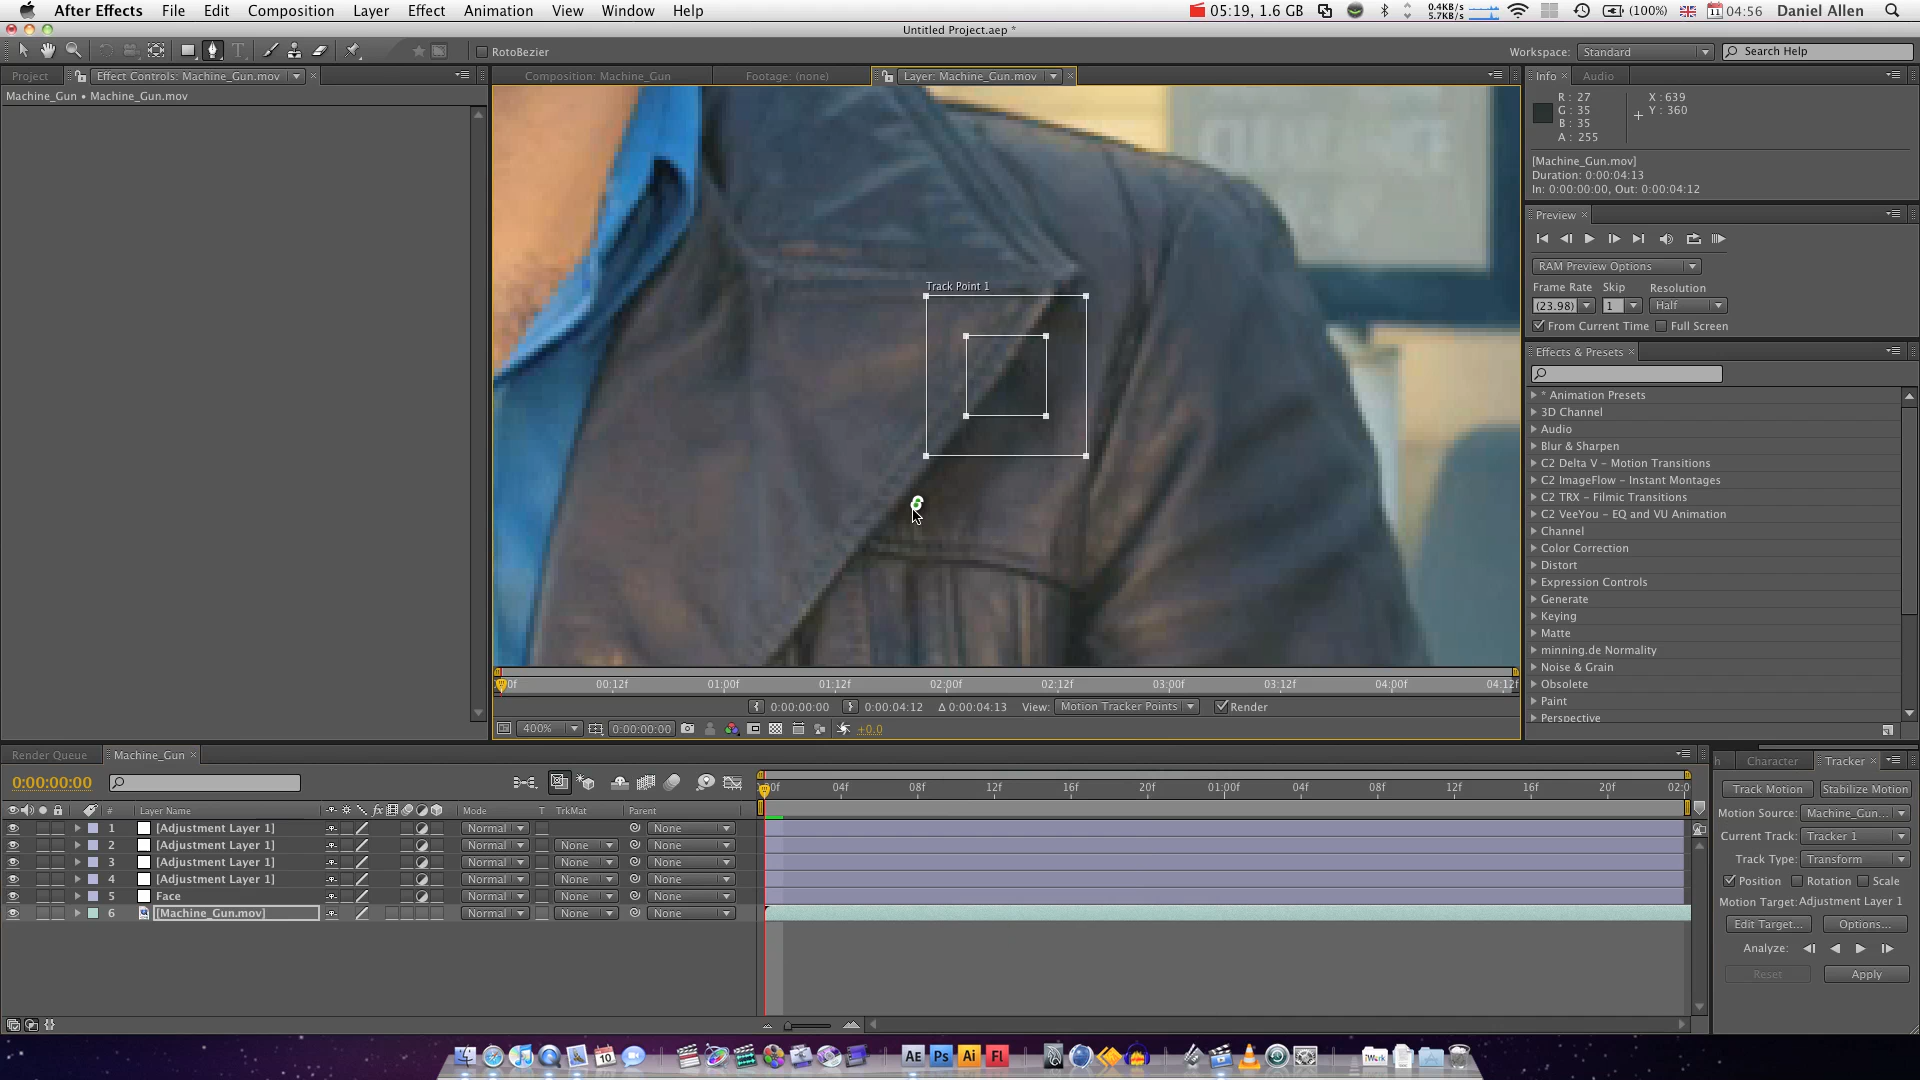 After Effects File Edit Composition Layer Effect Animation View Window Help 05:19, 1.6 GB 0.4KB/s 5.7KB/s (100%) 11 04:56 Daniel Allen
Untitled Project.aep *
T RotoBezier Workspace: Standard Search Help
Project Effect Controls: Machine_Gun.mov
Machine_Gun • Machine_Gun.mov
Composition: Machine_Gun Footage: (none) Layer: Machine_Gun.mov
Track Point 1
00:12f 01:00f 01:12f 02:00f 02:12f 03:00f 03:12f 04:00f 04:12f
0:00:00:00 0:00:04:12 Δ 0:00:04:13 View: Motion Tracker Points Render
400% 0:00:00:00 +0.0
Info Audio
R : 27 X : 639
G : 35 Y : 360
B : 35
A : 255
[Machine_Gun.mov]
Duration: 0:00:04:13
In: 0:00:00:00, Out: 0:00:04:12
Preview
RAM Preview Options
Frame Rate Skip Resolution
(23.98) 1 Half
From Current Time Full Screen
Effects & Presets
* Animation Presets
3D Channel
Audio
Blur & Sharpen
C2 Delta V – Motion Transitions
C2 ImageFlow – Instant Montages
C2 TRX – Filmic Transitions
C2 VeeYou – EQ and VU Animation
Channel
Color Correction
Distort
Expression Controls
Generate
Keying
Matte
minning.de Normality
Noise & Grain
Obsolete
Paint
Perspective
Render Queue Machine_Gun
0:00:00:00
# Layer Name fx Mode T TrkMat Parent
1 [Adjustment Layer 1] Normal None
2 [Adjustment Layer 1] Normal None None
3 [Adjustment Layer 1] Normal None None
4 [Adjustment Layer 1] Normal None None
5 Face Normal None None
6 [Machine_Gun.mov] Normal None None
04f 08f 12f 16f 20f 01:00f 04f 08f 12f 16f 20f 02:0
Character Tracker
Track Motion Stabilize Motion
Motion Source: Machine_Gun...
Current Track: Tracker 1
Track Type: Transform
Position Rotation Scale
Motion Target: Adjustment Layer 1
Edit Target... Options...
Analyze:
Reset Apply
10 AE Ps Ai Fl iWork